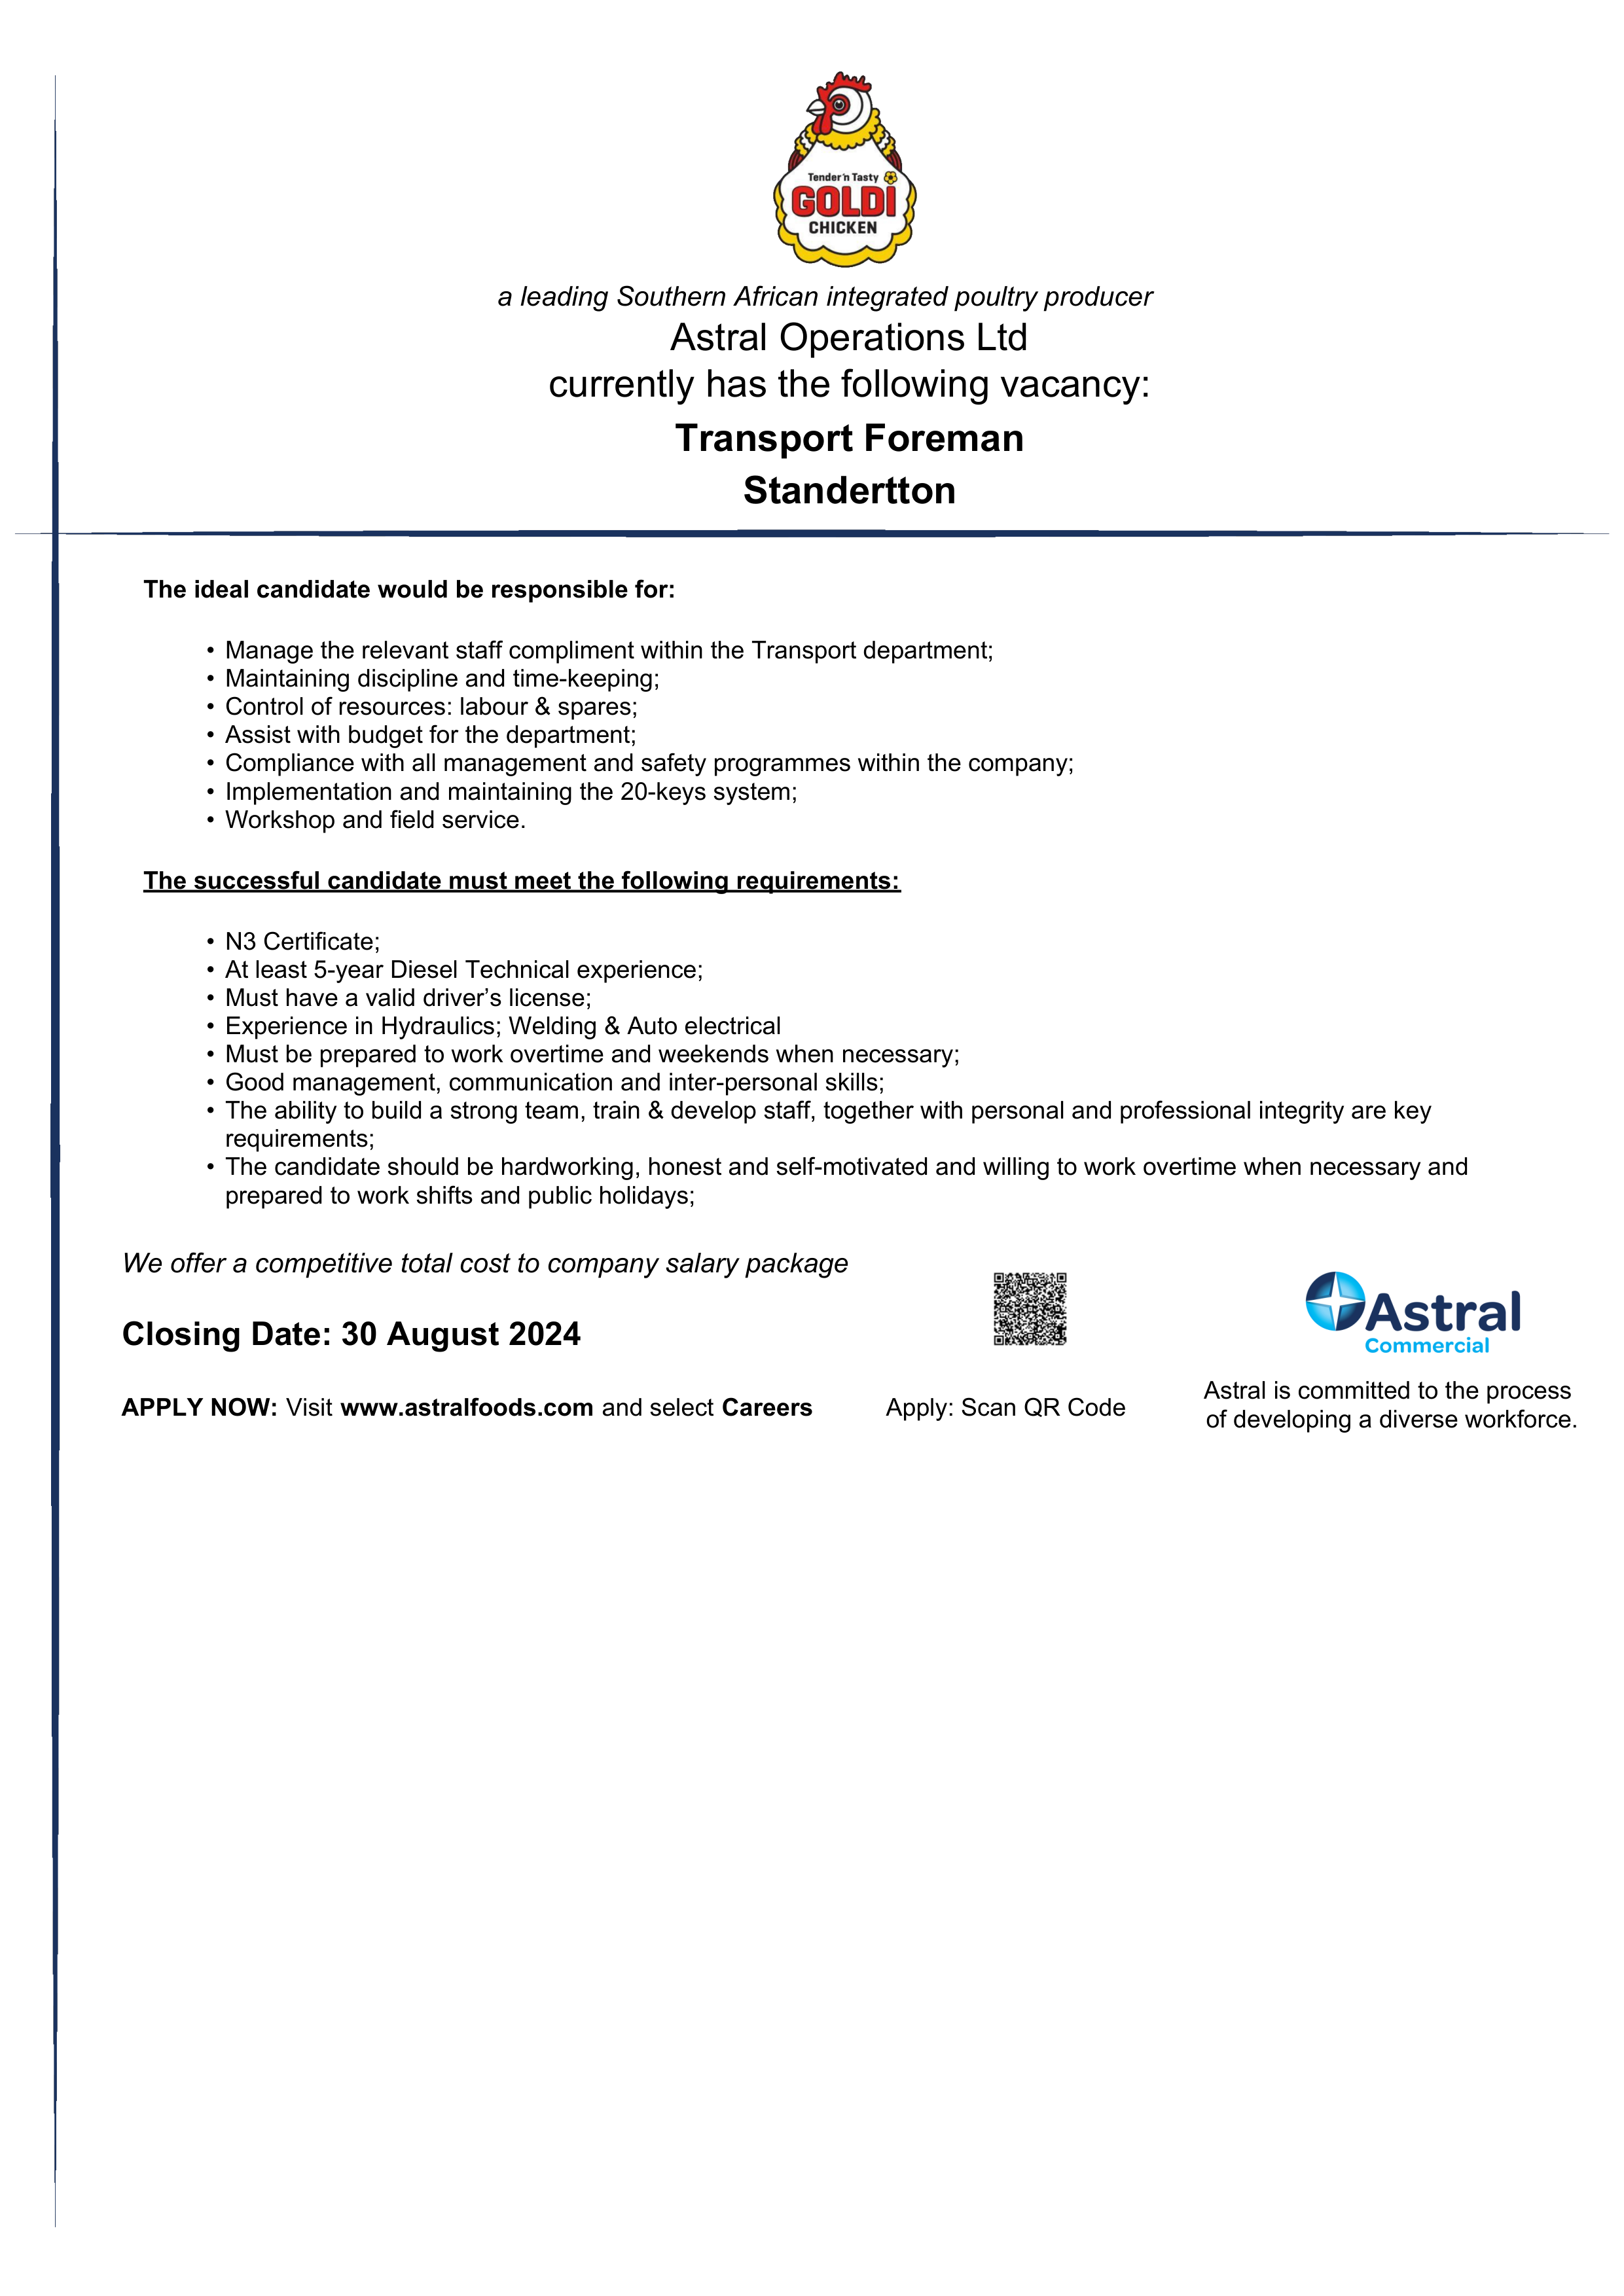 Tender'n Tasty
GOLDI
CHICKEN
a leading Southern African integrated poultry producer
Astral Operations Ltd
currently has the following vacancy:
Transport Foreman
Standertton
The ideal candidate would be responsible for:
• Manage the relevant staff compliment within the Transport department;
• Maintaining discipline and time-keeping;
• Control of resources: labour & spares;
• Assist with budget for the department;
• Compliance with all management and safety programmes within the company;
• Implementation and maintaining the 20-keys system;
• Workshop and field service.
The successful candidate must meet the following requirements:
• N3 Certificate;
• At least 5-year Diesel Technical experience;
• Must have a valid driver’s license;
• Experience in Hydraulics; Welding & Auto electrical
• Must be prepared to work overtime and weekends when necessary;
• Good management, communication and inter-personal skills;
• The ability to build a strong team, train & develop staff, together with personal and professional integrity are key
requirements;
• The candidate should be hardworking, honest and self-motivated and willing to work overtime when necessary and
prepared to work shifts and public holidays;
We offer a competitive total cost to company salary package
Closing Date: 30 August 2024
APPLY NOW: Visit www.astralfoods.com and select Careers
Apply: Scan QR Code
Astral
Commercial
Astral is committed to the process
of developing a diverse workforce.